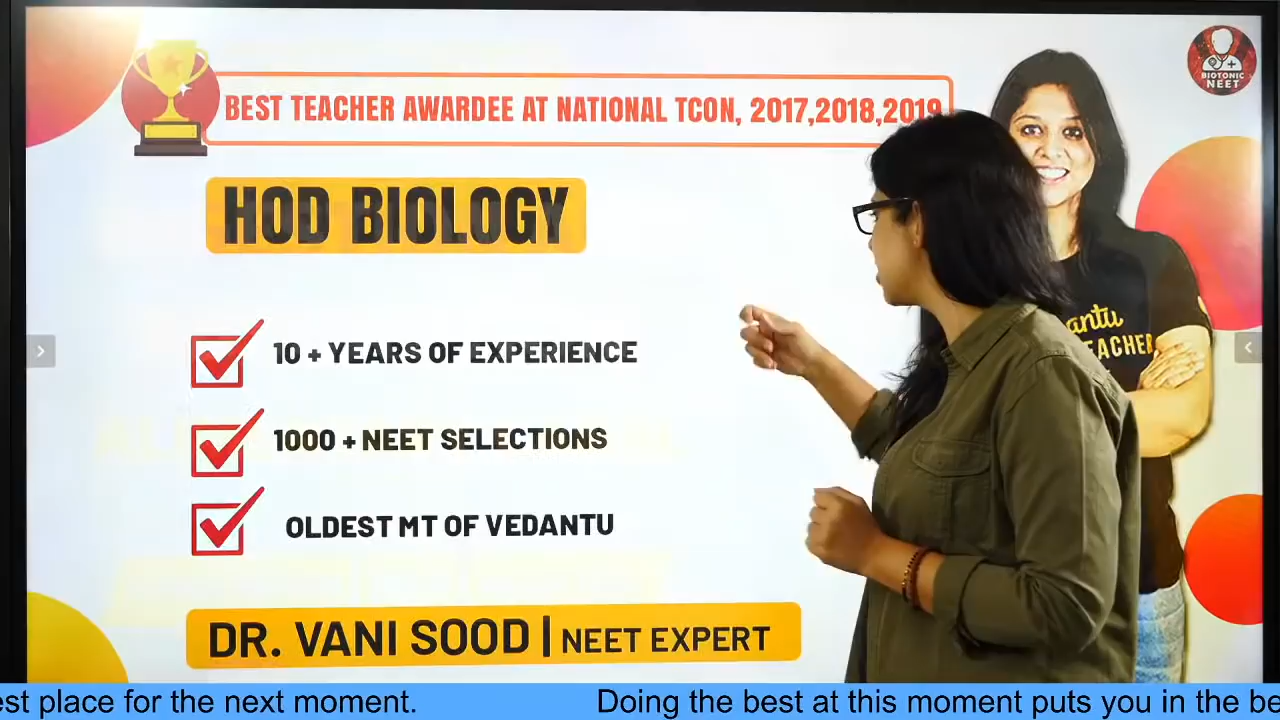 BEST TEACHER AWARDEE AT NATIONAL TCON, 2017,2018,2019
BIOTONIC
NEET
HOD BIOLOGY
antu
EACHER
10 + YEARS OF EXPERIENCE
1000 + NEET SELECTIONS
OLDEST MT OF VEDANTU
DR. VANI SOOD | NEET EXPERT
est place for the next moment. Doing the best at this moment puts you in the be